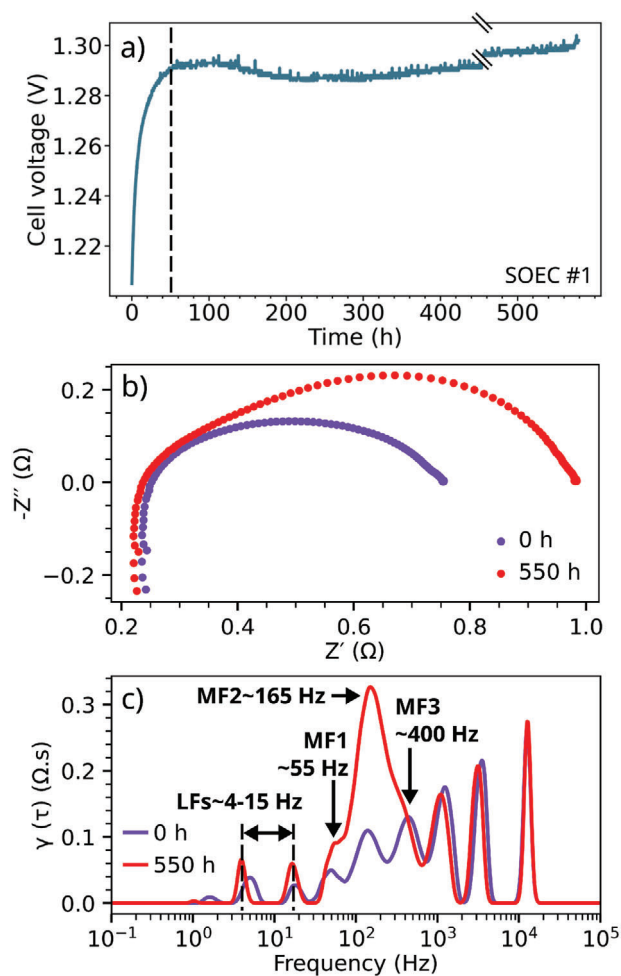 a)
1.30
1.28
1.26
1.24
1.22
Cell voltage (V)
SOEC #1
0 100 200 300 400 500
Time (h)
b)
0.2
0.0
−0.2
-Z″ (Ω)
0 h
550 h
0.2 0.4 0.6 0.8 1.0
Z′ (Ω)
c)
0.3
0.2
0.1
0.0
γ (τ) (Ω.s)
MF2~165 Hz
MF3
~400 Hz
MF1
~55 Hz
LFs~4-15 Hz
0 h
550 h
10⁻¹ 10⁰ 10¹ 10² 10³ 10⁴ 10⁵
Frequency (Hz)